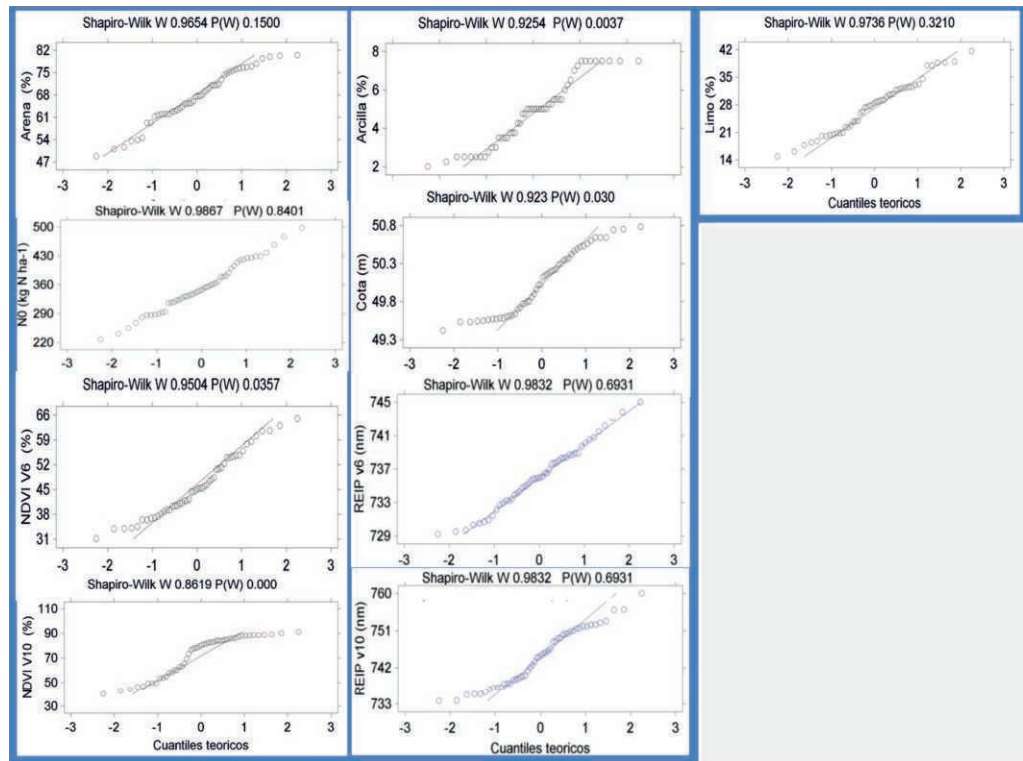 Shapiro-Wilk W 0.9654 P(W) 0.1500
Arena (%)
82
75
68
61
54
47
-3 -2 -1 0 1 2 3
Shapiro-Wilk W 0.9254 P(W) 0.0037
Arcilla (%)
8
6
4
2
-3 -2 -1 0 1 2 3
Shapiro-Wilk W 0.9736 P(W) 0.3210
Limo (%)
42
35
28
21
14
-3 -2 -1 0 1 2 3
Cuantiles teoricos
Shapiro-Wilk W 0.9867 P(W) 0.8401
N0 (kg N ha-1)
500
430
360
290
220
-3 -2 -1 0 1 2 3
Shapiro-Wilk W 0.923 P(W) 0.030
Cota (m)
50.8
50.3
49.8
49.3
-3 -2 -1 0 1 2 3
Shapiro-Wilk W 0.9504 P(W) 0.0357
NDVI V6 (%)
66
59
52
45
38
31
-3 -2 -1 0 1 2 3
Shapiro-Wilk W 0.9832 P(W) 0.6931
REIP v6 (nm)
745
741
737
733
729
-3 -2 -1 0 1 2 3
Shapiro-Wilk W 0.8619 P(W) 0.000
NDVI V10 (%)
110
90
70
50
30
-3 -2 -1 0 1 2 3
Cuantiles teoricos
Shapiro-Wilk W 0.9832 P(W) 0.6931
REIP v10 (nm)
760
751
742
733
-3 -2 -1 0 1 2 3
Cuantiles teoricos